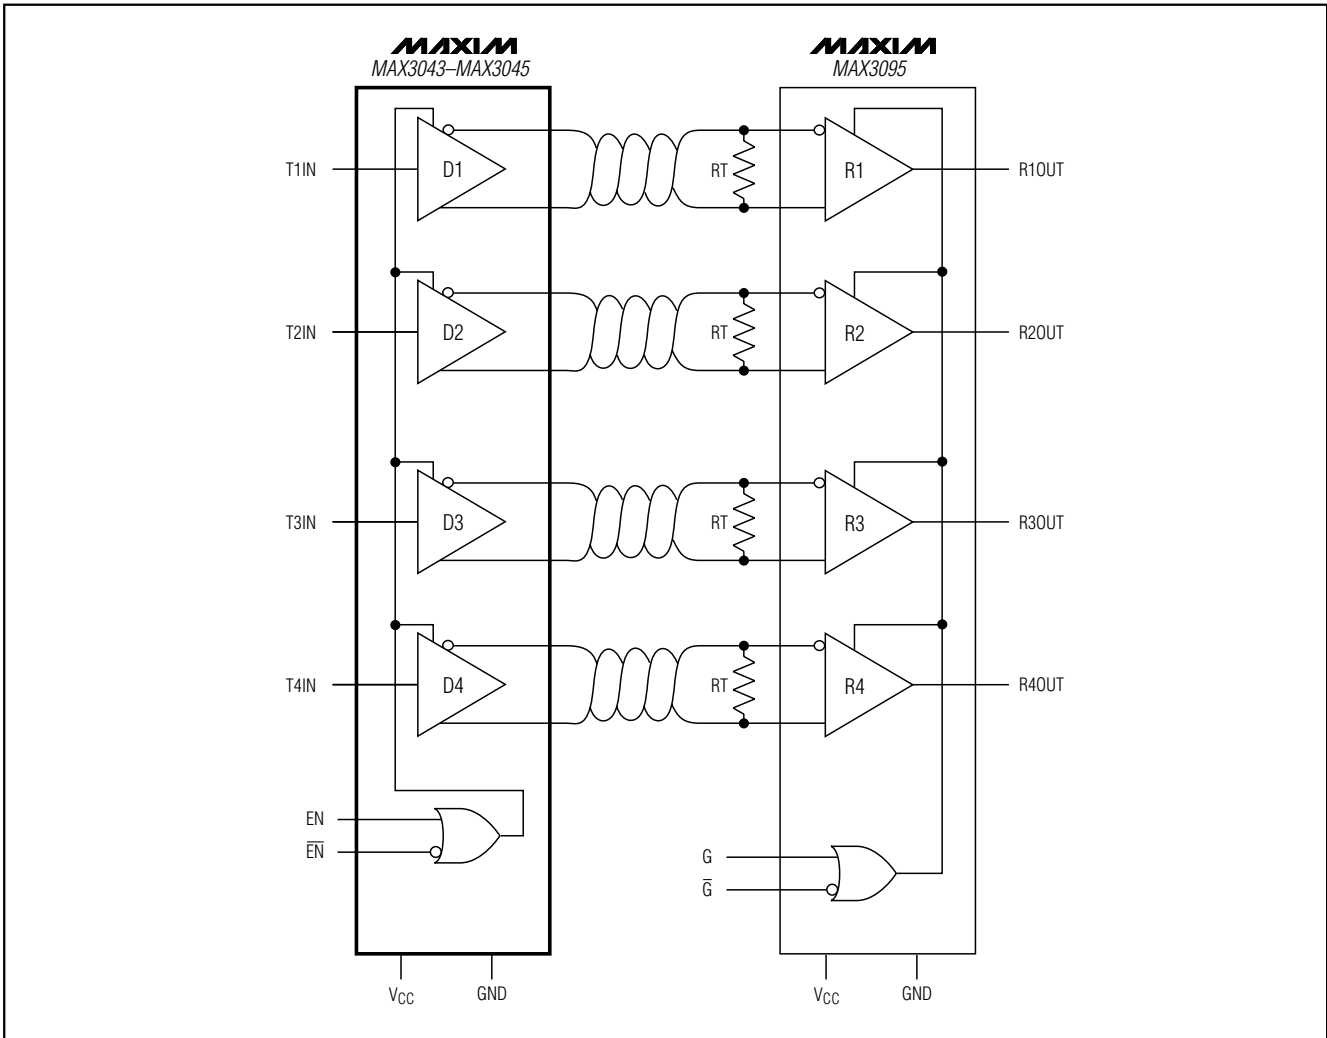 MAXIM MAXIM
MAX3043–MAX3045 MAX3095
T1IN D1 RT R1 R1OUT
T2IN D2 RT R2 R2OUT
T3IN D3 RT R3 R3OUT
T4IN D4 RT R4 R4OUT
EN
E̅N̅
G
G̅
VCC GND VCC GND